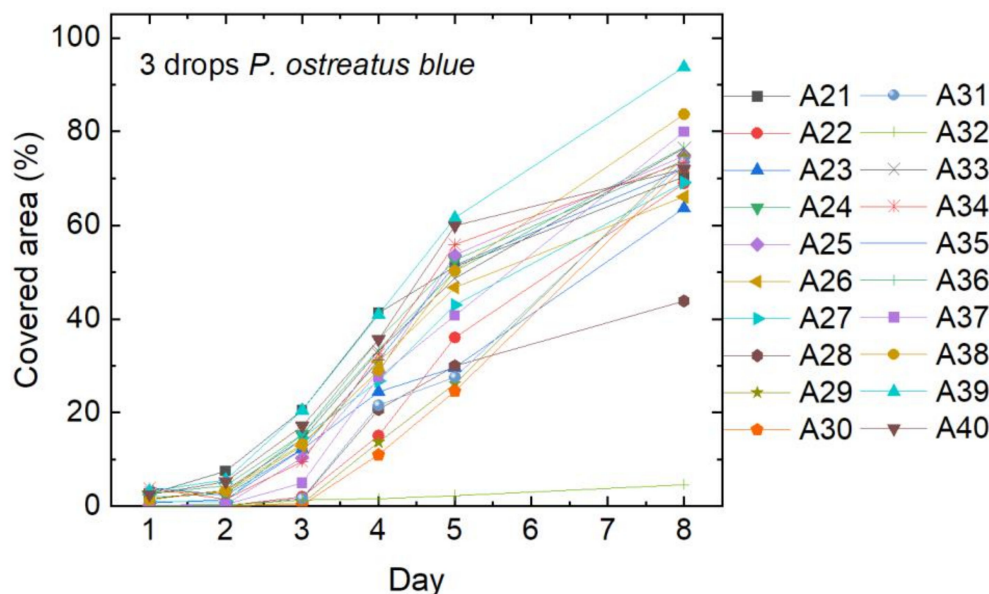 100
3 drops P. ostreatus blue
80
60
40
20
0
Covered area (%)
1 2 3 4 5 6 7 8
Day
A21 A31
A22 A32
A23 A33
A24 A34
A25 A35
A26 A36
A27 A37
A28 A38
A29 A39
A30 A40